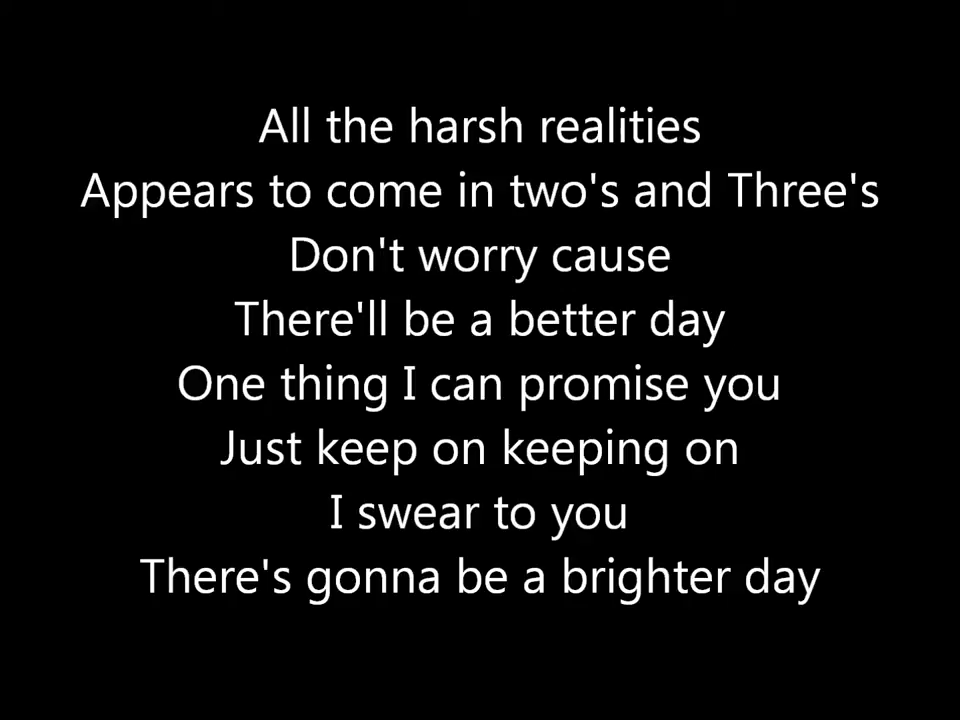 All the harsh realities
Appears to come in two's and Three's
Don't worry cause
There'll be a better day
One thing I can promise you
Just keep on keeping on
I swear to you
There's gonna be a brighter day